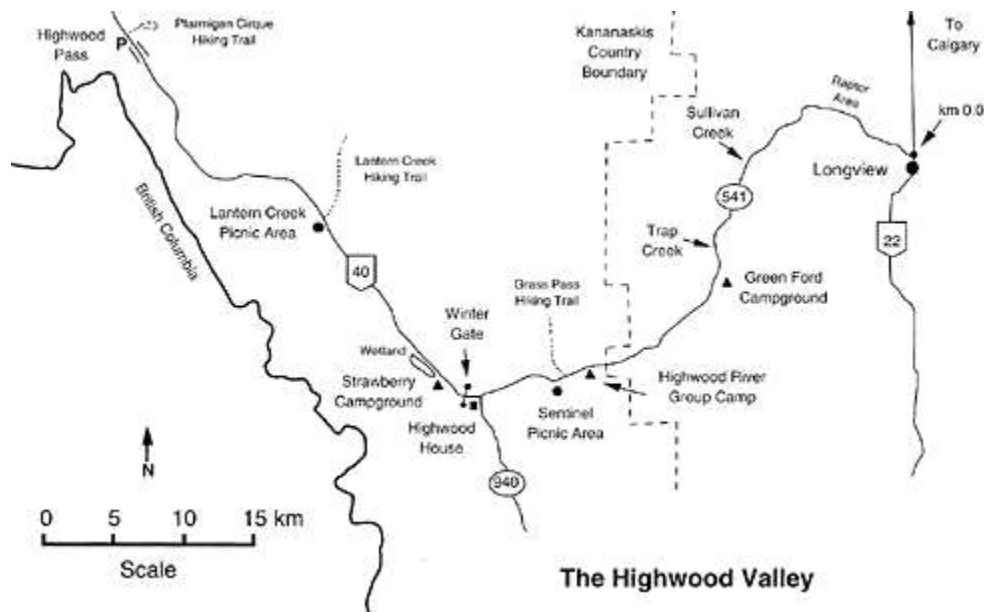 Ptarmigan Cirque
Hiking Trail
Highwood
Pass
P
Kananaskis
Country
Boundary
To
Calgary
Raptor
Area
km 0.0
Sullivan
Creek
Longview
541
Lantern Creek
Hiking Trail
British Columbia
Lantern Creek
Picnic Area
22
Trap
Creek
40
Green Ford
Campground
Grass Pass
Hiking Trail
Winter
Gate
Wetland
Strawberry
Campground
Highwood River
Group Camp
Sentinel
Picnic Area
Highwood
House
N
940
0 5 10 15 km
Scale
The Highwood Valley